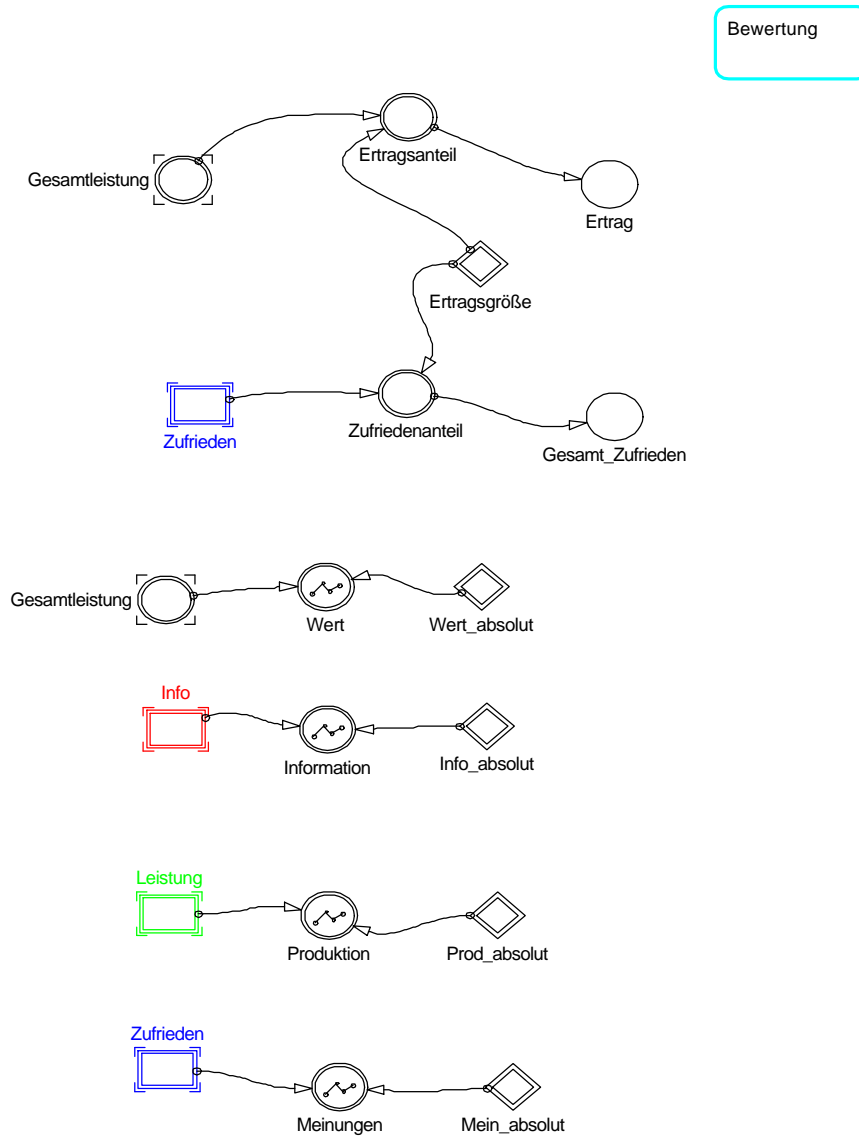 Bewertung
Ertragsanteil
Gesamtleistung
Ertrag
Ertragsgröße
Zufrieden
Zufriedenanteil
Gesamt_Zufrieden
Gesamtleistung
Wert
Wert_absolut
Info
Information
Info_absolut
Leistung
Produktion
Prod_absolut
Zufrieden
Meinungen
Mein_absolut